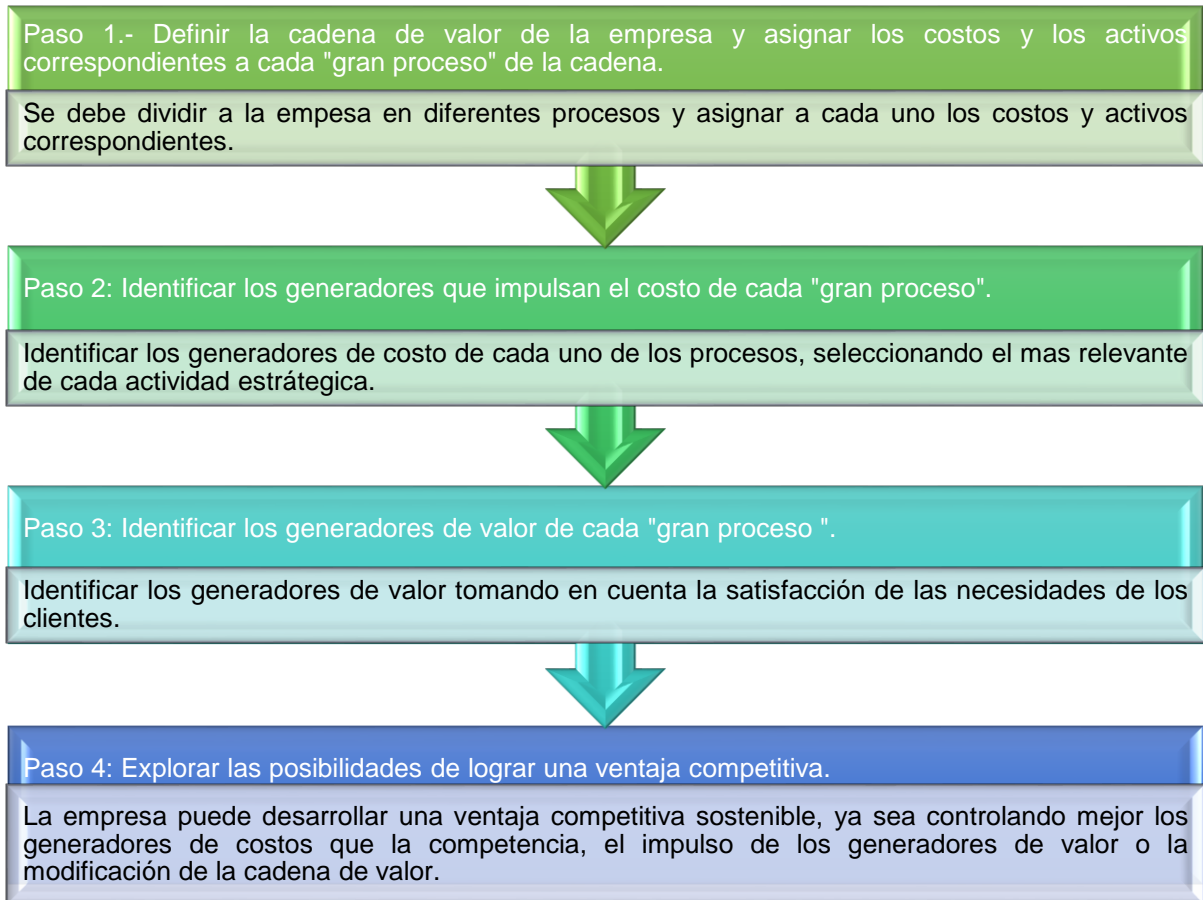 Paso 1.- Definir la cadena de valor de la empresa y asignar los costos y los activos
correspondientes a cada "gran proceso" de la cadena.
Se debe dividir a la empesa en diferentes procesos y asignar a cada uno los costos y activos
correspondientes.
Paso 2: Identificar los generadores que impulsan el costo de cada "gran proceso".
Identificar los generadores de costo de cada uno de los procesos, seleccionando el mas relevante
de cada actividad estrátegica.
Paso 3: Identificar los generadores de valor de cada "gran proceso ".
Identificar los generadores de valor tomando en cuenta la satisfacción de las necesidades de los
clientes.
Paso 4: Explorar las posibilidades de lograr una ventaja competitiva.
La empresa puede desarrollar una ventaja competitiva sostenible, ya sea controlando mejor los
generadores de costos que la competencia, el impulso de los generadores de valor o la
modificación de la cadena de valor.